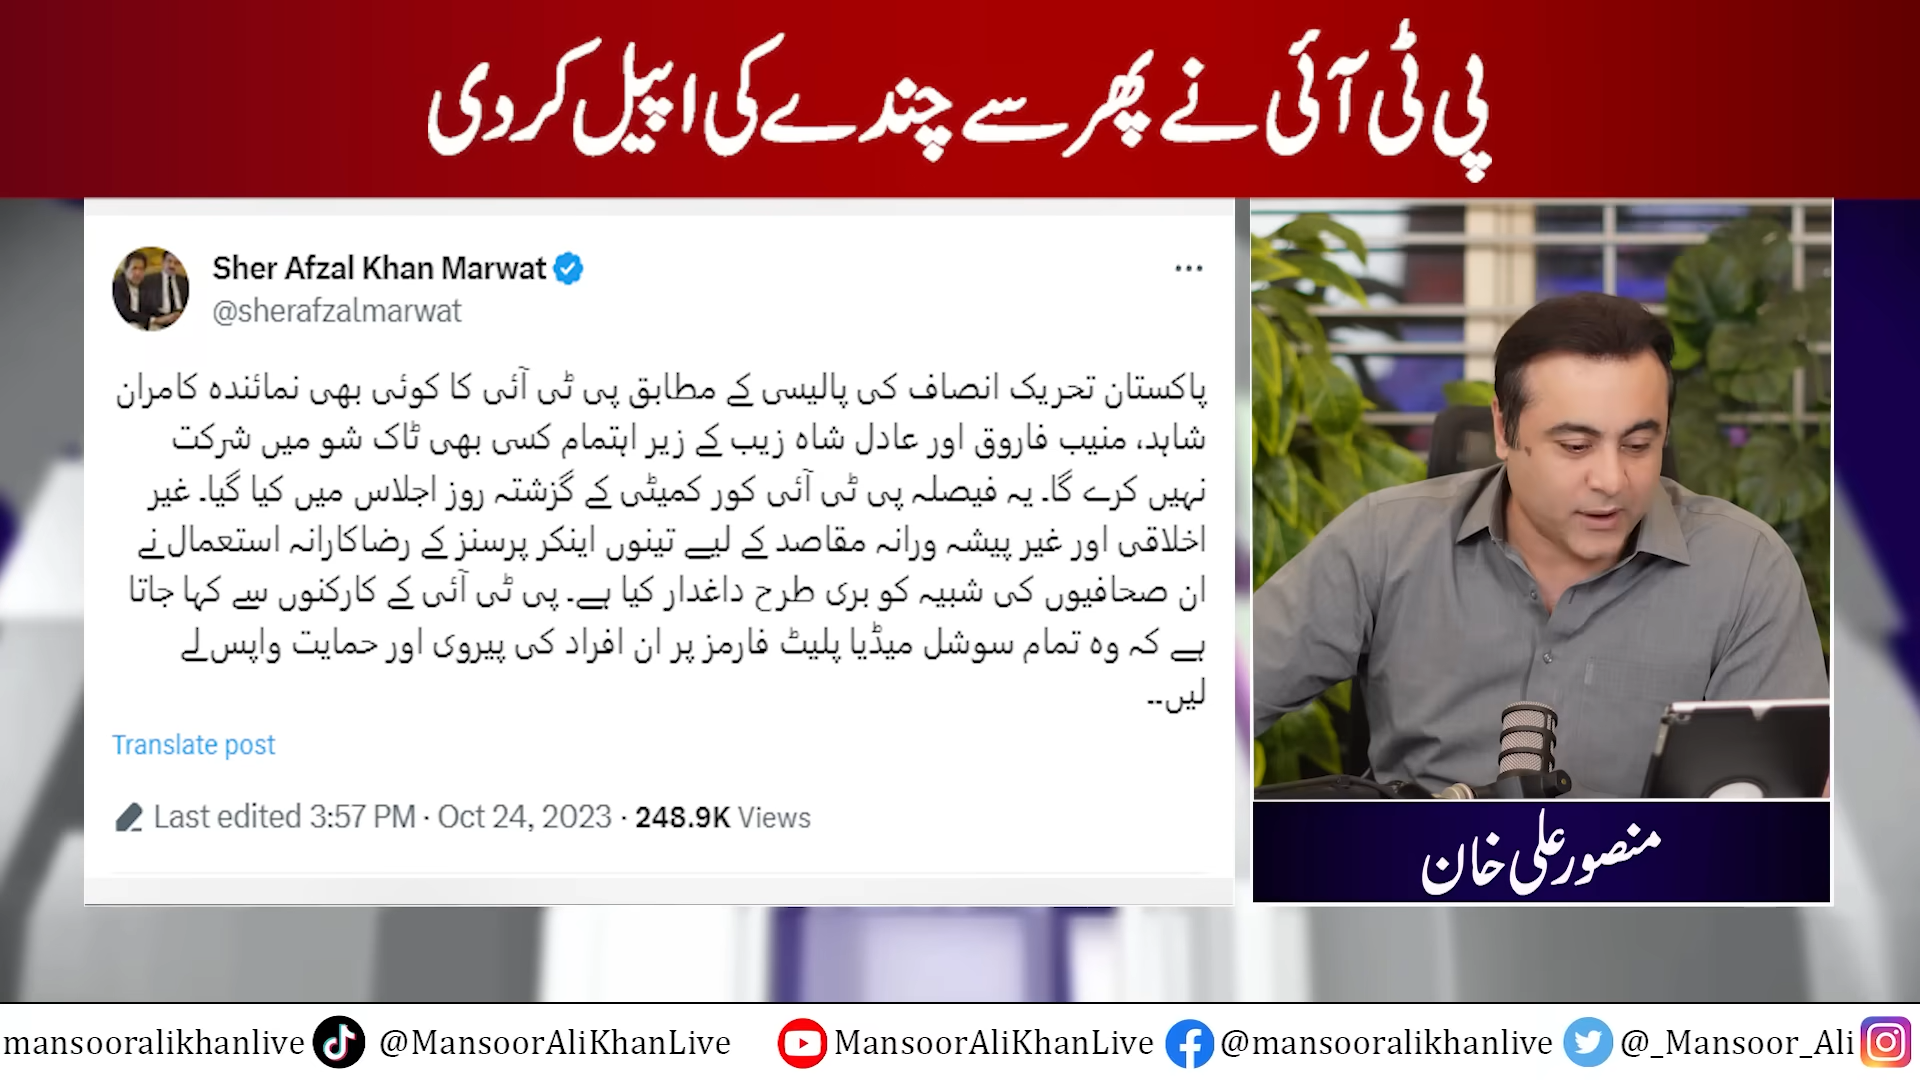 پی ٹی آئی نے پھر سے چندے کی اپیل کر دی
Sher Afzal Khan Marwat
@sherafzalmarwat
پاکستان تحریک انصاف کی پالیسی کے مطابق پی ٹی آئی کا کوئی بھی نمائندہ کامران
شاہد، منیب فاروق اور عادل شاہ زیب کے زیر اہتمام کسی بھی ٹاک شو میں شرکت
نہیں کرے گا۔ یہ فیصلہ پی ٹی آئی کور کمیٹی کے گزشتہ روز اجلاس میں کیا گیا۔ غیر
اخلاقی اور غیر پیشہ ورانہ مقاصد کے لیے تینوں اینکر پرسنز کے رضاکارانہ استعمال نے
ان صحافیوں کی شبیہ کو بری طرح داغدار کیا ہے۔ پی ٹی آئی کے کارکنوں سے کہا جاتا
ہے کہ وہ تمام سوشل میڈیا پلیٹ فارمز پر ان افراد کی پیروی اور حمایت واپس لے
لیں۔۔
Translate post
Last edited 3:57 PM · Oct 24, 2023 · 248.9K Views
منصور علی خان
mansooralikhanlive @MansoorAliKhanLive MansoorAliKhanLive @mansooralikhanlive @_Mansoor_Ali